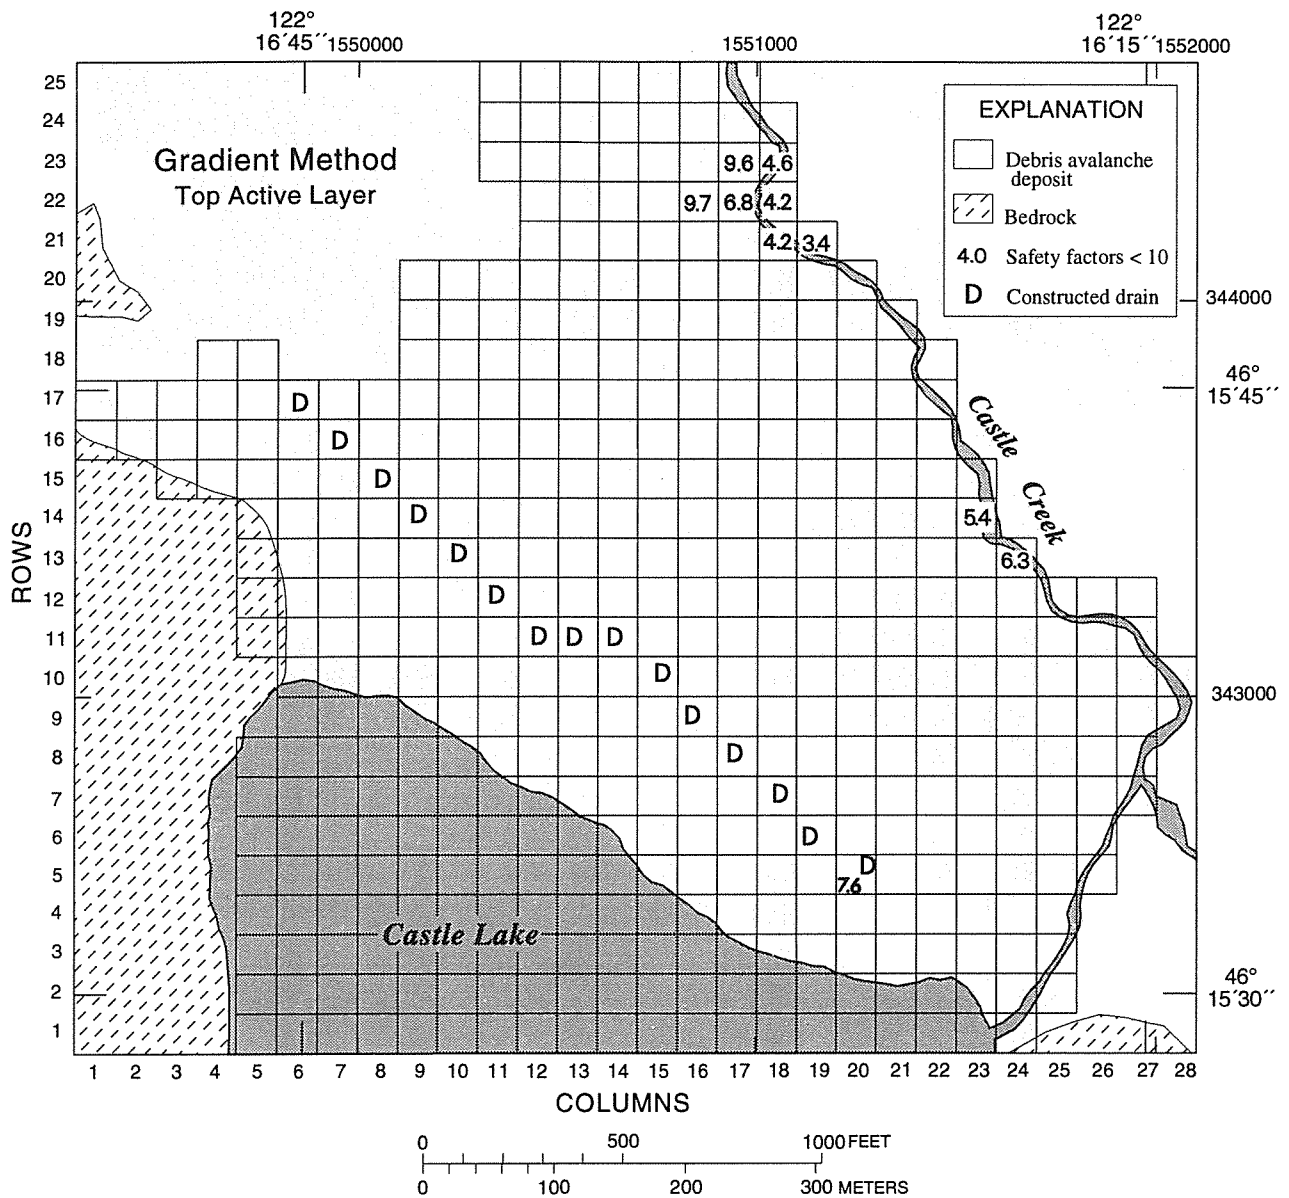 122° 122°
16´45´´ 1550000 1551000 16´15´´ 1552000
Gradient Method
Top Active Layer
EXPLANATION
Debris avalanche
deposit
Bedrock
4.0 Safety factors < 10
D Constructed drain
25
24
23 9.6 4.6
22 9.7 6.8 4.2
21 4.2 3.4
20
344000
19
18
46°
15´45´´
17 D
16 D
15 D
14 D 5.4
13 D 6.3
12 D
11 D D D
10 D
343000
9 D
8 D
7 D
6 D
5 D
7.6
4
3
2
1
Castle
Creek
Castle Lake
46°
15´30´´
ROWS
1 2 3 4 5 6 7 8 9 10 11 12 13 14 15 16 17 18 19 20 21 22 23 24 25 26 27 28
COLUMNS
0 500 1000 FEET
0 100 200 300 METERS